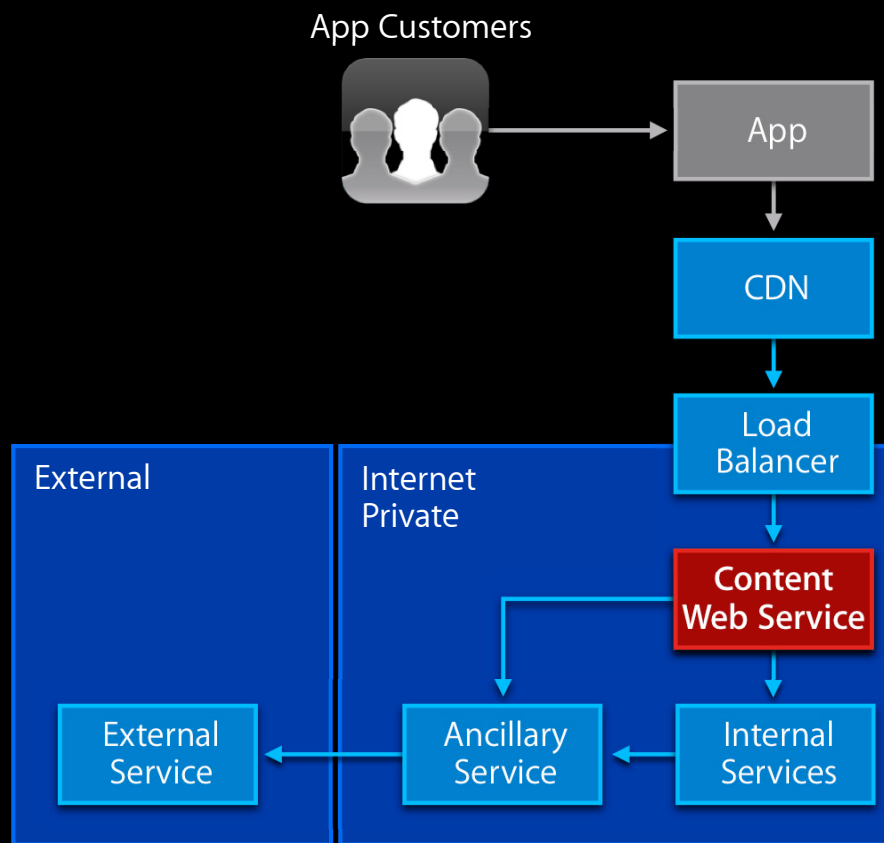 App Customers
App
CDN
Load
Balancer
External
Internet
Private
Content
Web Service
External
Service
Ancillary
Service
Internal
Services